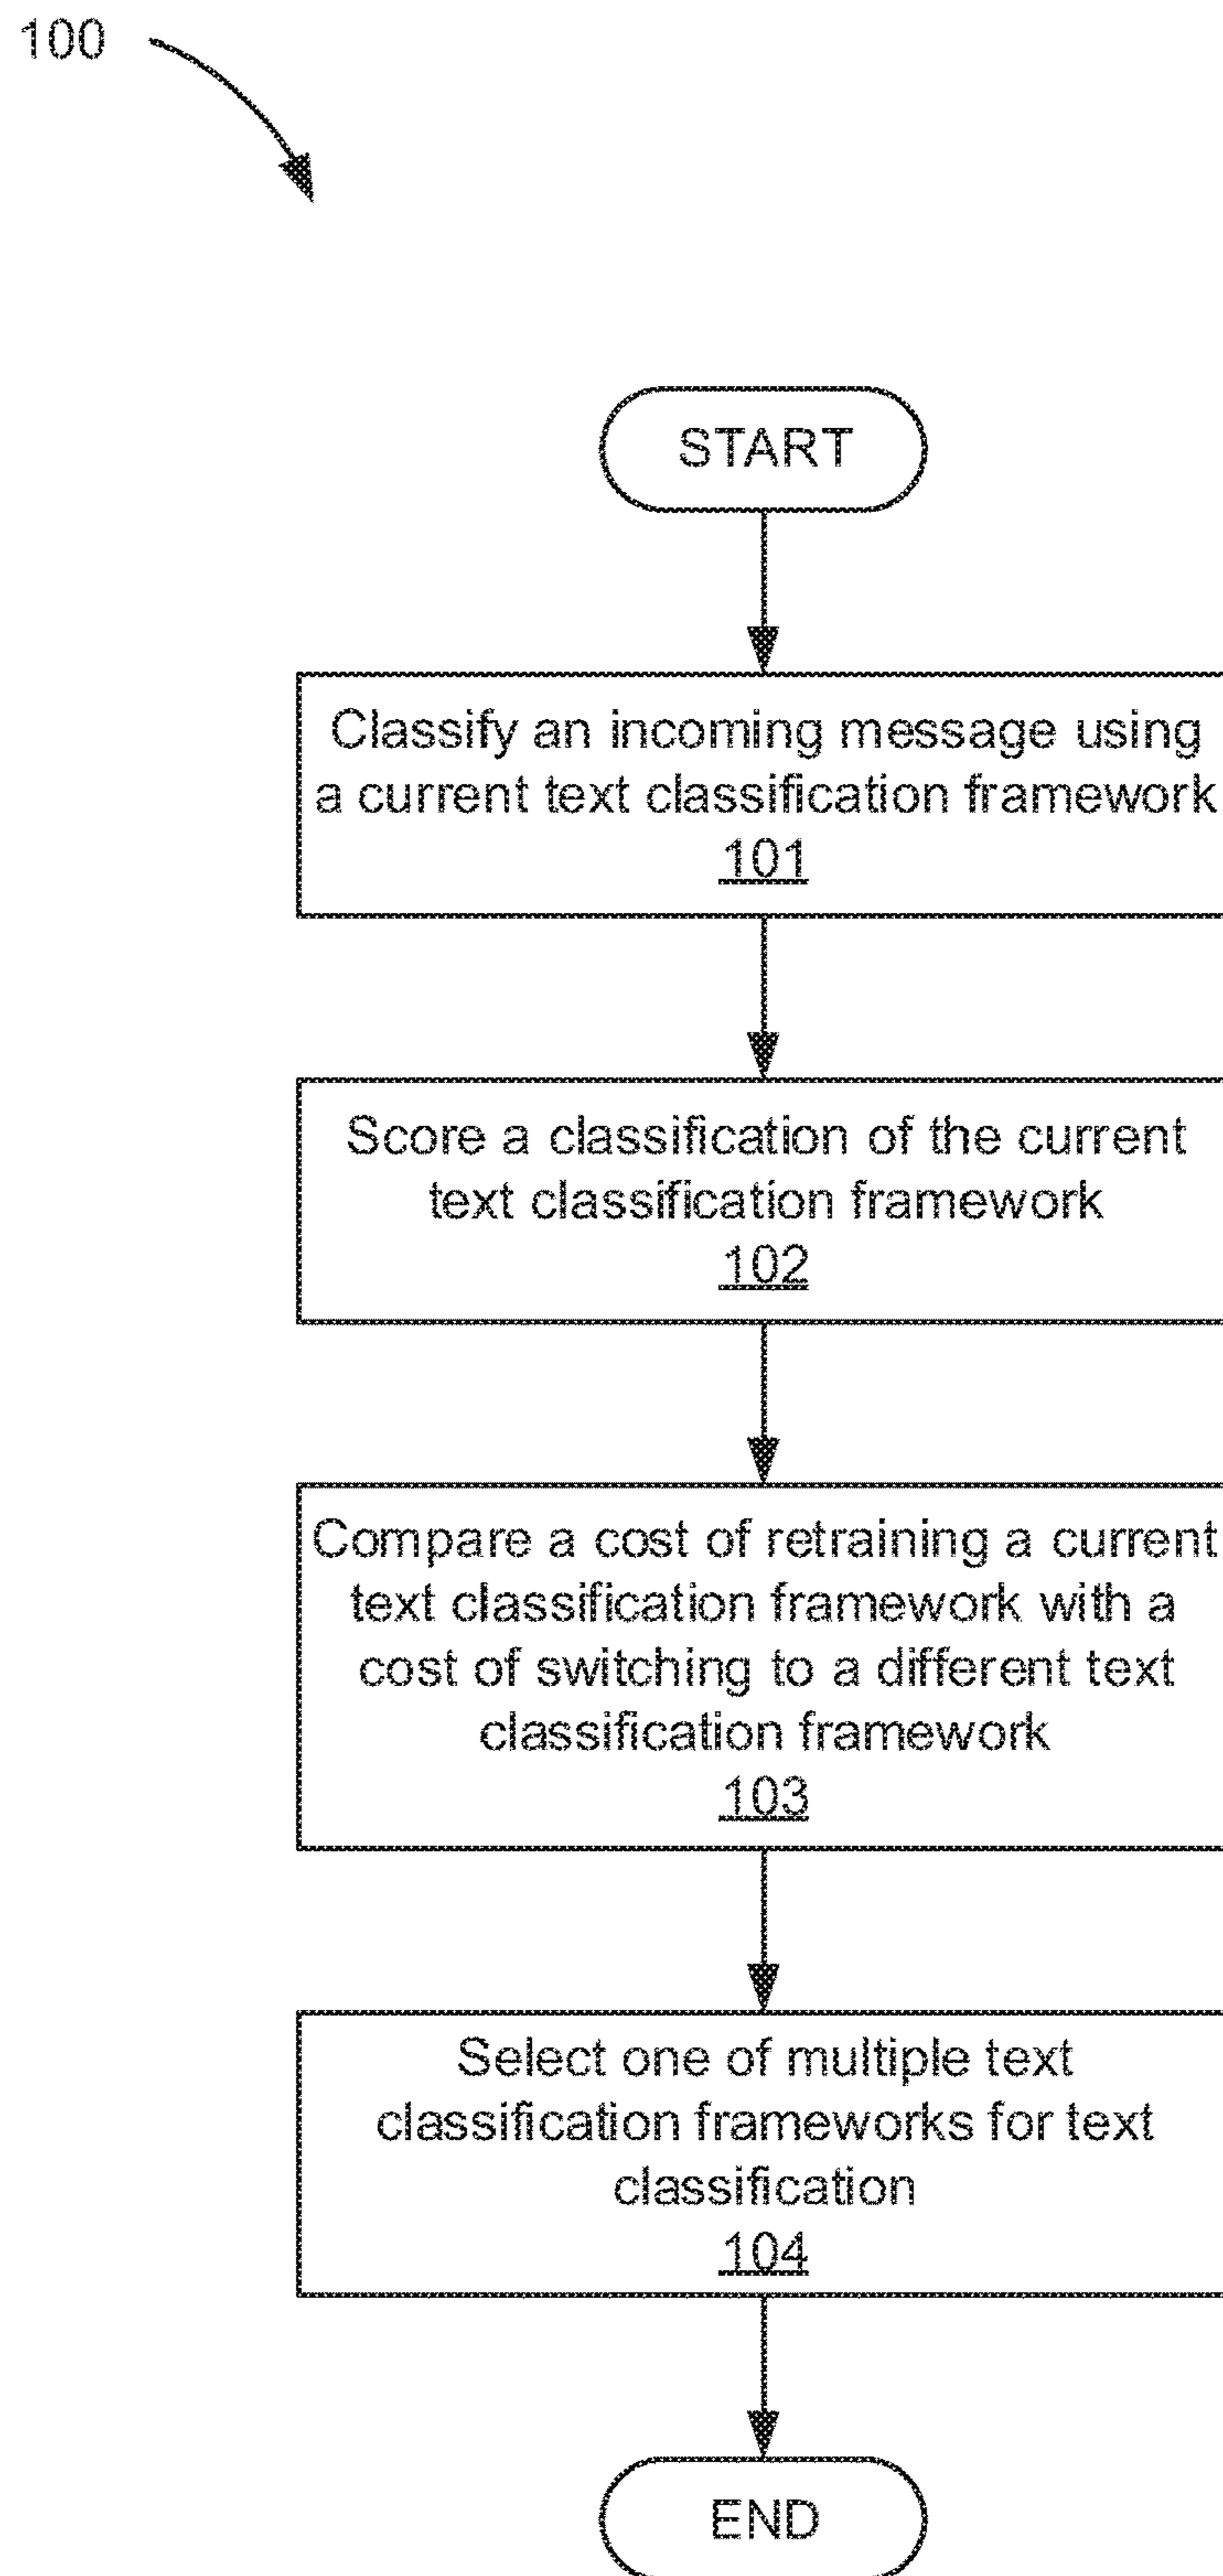 100
START
Classify an incoming message using
a current text classification framework
101
Score a classification of the current
text classification framework
102
Compare a cost of retraining a current
text classification framework with a
cost of switching to a different text
classification framework
103
Select one of multiple text
classification frameworks for text
classification
104
END